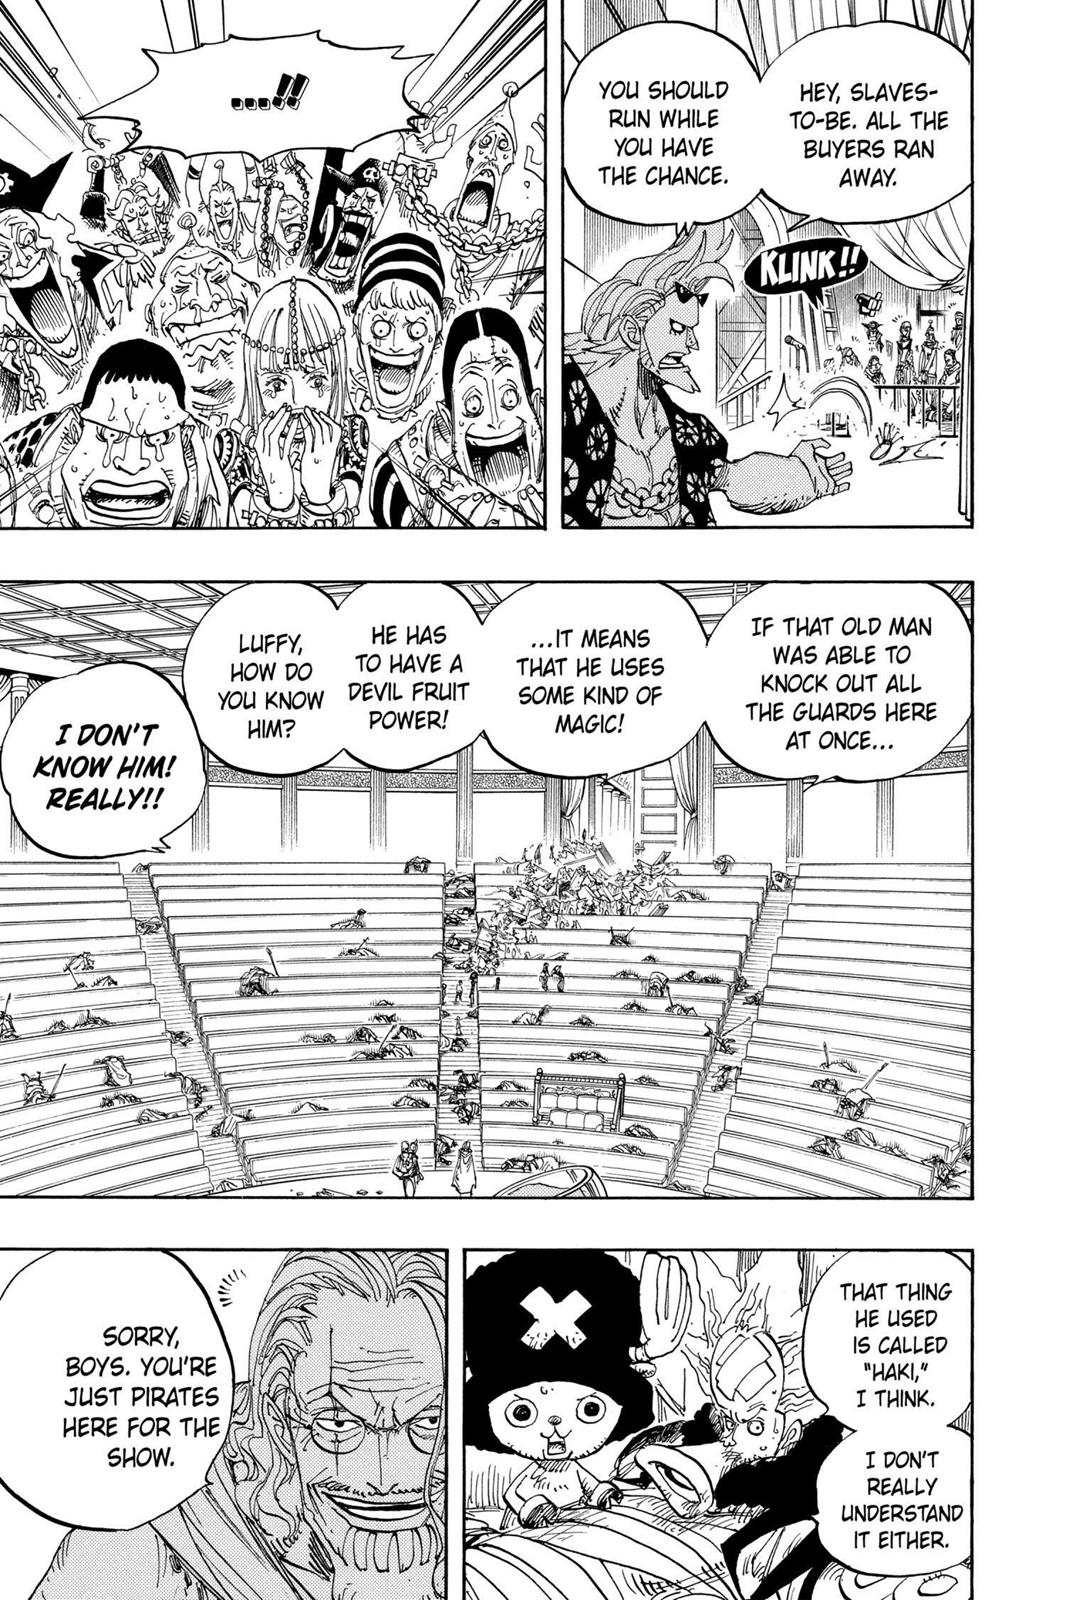 HEY, SLAVES-
TO-BE. ALL THE
BUYERS RAN
AWAY.
YOU SHOULD
RUN WHILE
YOU HAVE
THE CHANCE.
KLINK!!
...!!
IF THAT OLD MAN
WAS ABLE TO
KNOCK OUT ALL
THE GUARDS HERE
AT ONCE...
...IT MEANS
THAT HE USES
SOME KIND OF
MAGIC!
HE HAS
TO HAVE A
DEVIL FRUIT
POWER!
LUFFY,
HOW DO
YOU KNOW
HIM?
I DON'T
KNOW HIM!
REALLY!!
THAT THING
HE USED
IS CALLED
"HAKI,"
I THINK.
I DON'T
REALLY
UNDERSTAND
IT EITHER.
SORRY,
BOYS. YOU'RE
JUST PIRATES
HERE FOR THE
SHOW.